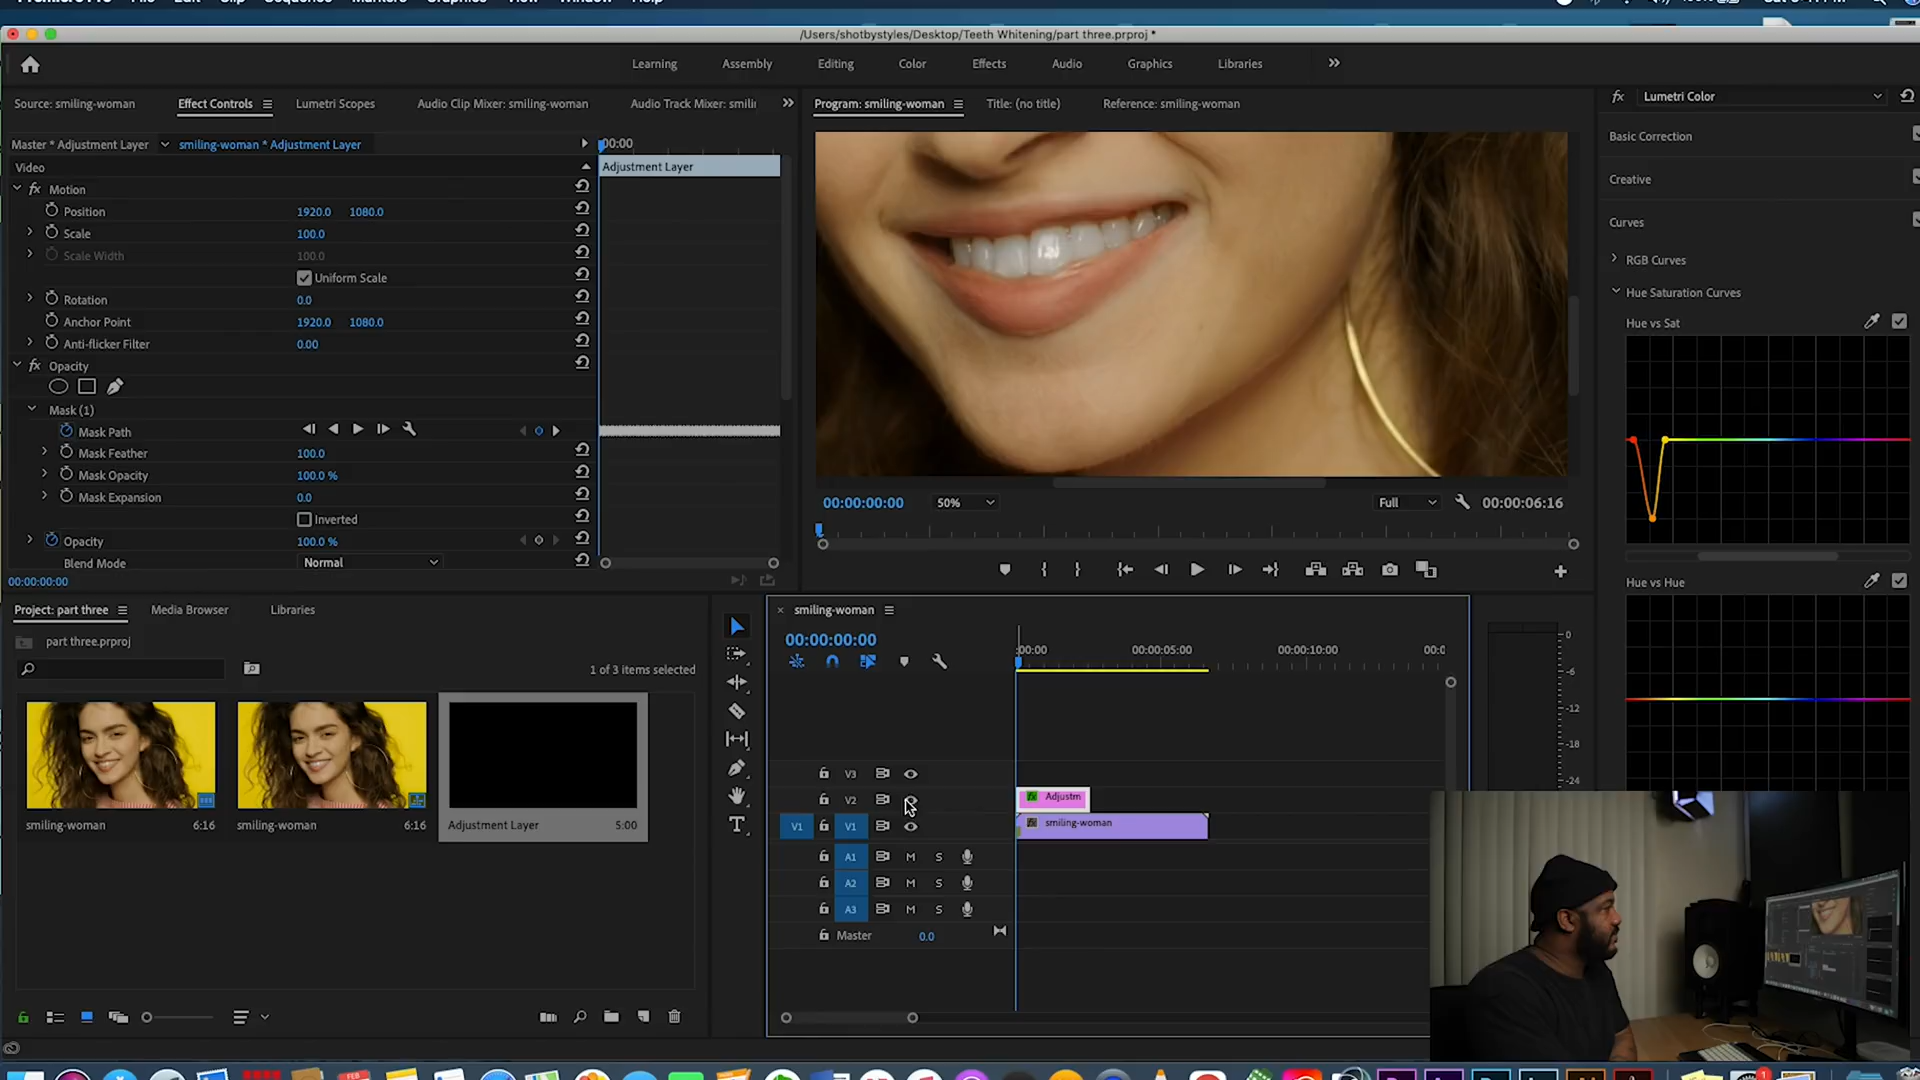 /Users/shotbystyles/Desktop/Teeth Whitening/part three.prproj *
Learning Assembly Editing Color Effects Audio Graphics Libraries
Source: smiling-woman Effect Controls Lumetri Scopes Audio Clip Mixer: smiling-woman Audio Track Mixer: smili
Program: smiling-woman Title: (no title) Reference: smiling-woman
Lumetri Color
Master * Adjustment Layer smiling-woman * Adjustment Layer :00:00
Video Adjustment Layer
Motion
Position 1920.0 1080.0
Scale 100.0
Scale Width 100.0
Uniform Scale
Rotation 0.0
Anchor Point 1920.0 1080.0
Anti-flicker Filter 0.00
Opacity
Mask (1)
Mask Path
Mask Feather 100.0
Mask Opacity 100.0 %
Mask Expansion 0.0
Inverted
Opacity 100.0 %
Blend Mode Normal
00:00:00:00
00:00:00:00 50% Full 00:00:06:16
Basic Correction
Creative
Curves
RGB Curves
Hue Saturation Curves
Hue vs Sat
Hue vs Hue
Project: part three Media Browser Libraries
part three.prproj
1 of 3 items selected
smiling-woman 6:16
smiling-woman 6:16
Adjustment Layer 5:00
smiling-woman
00:00:00:00
:00:00 00:00:05:00 00:00:10:00 00:0
V3
V2 Adjustm
V1 V1 smiling-woman
A1 M S
A2 M S
A3 M S
Master 0.0
0
-6
-12
-18
-24